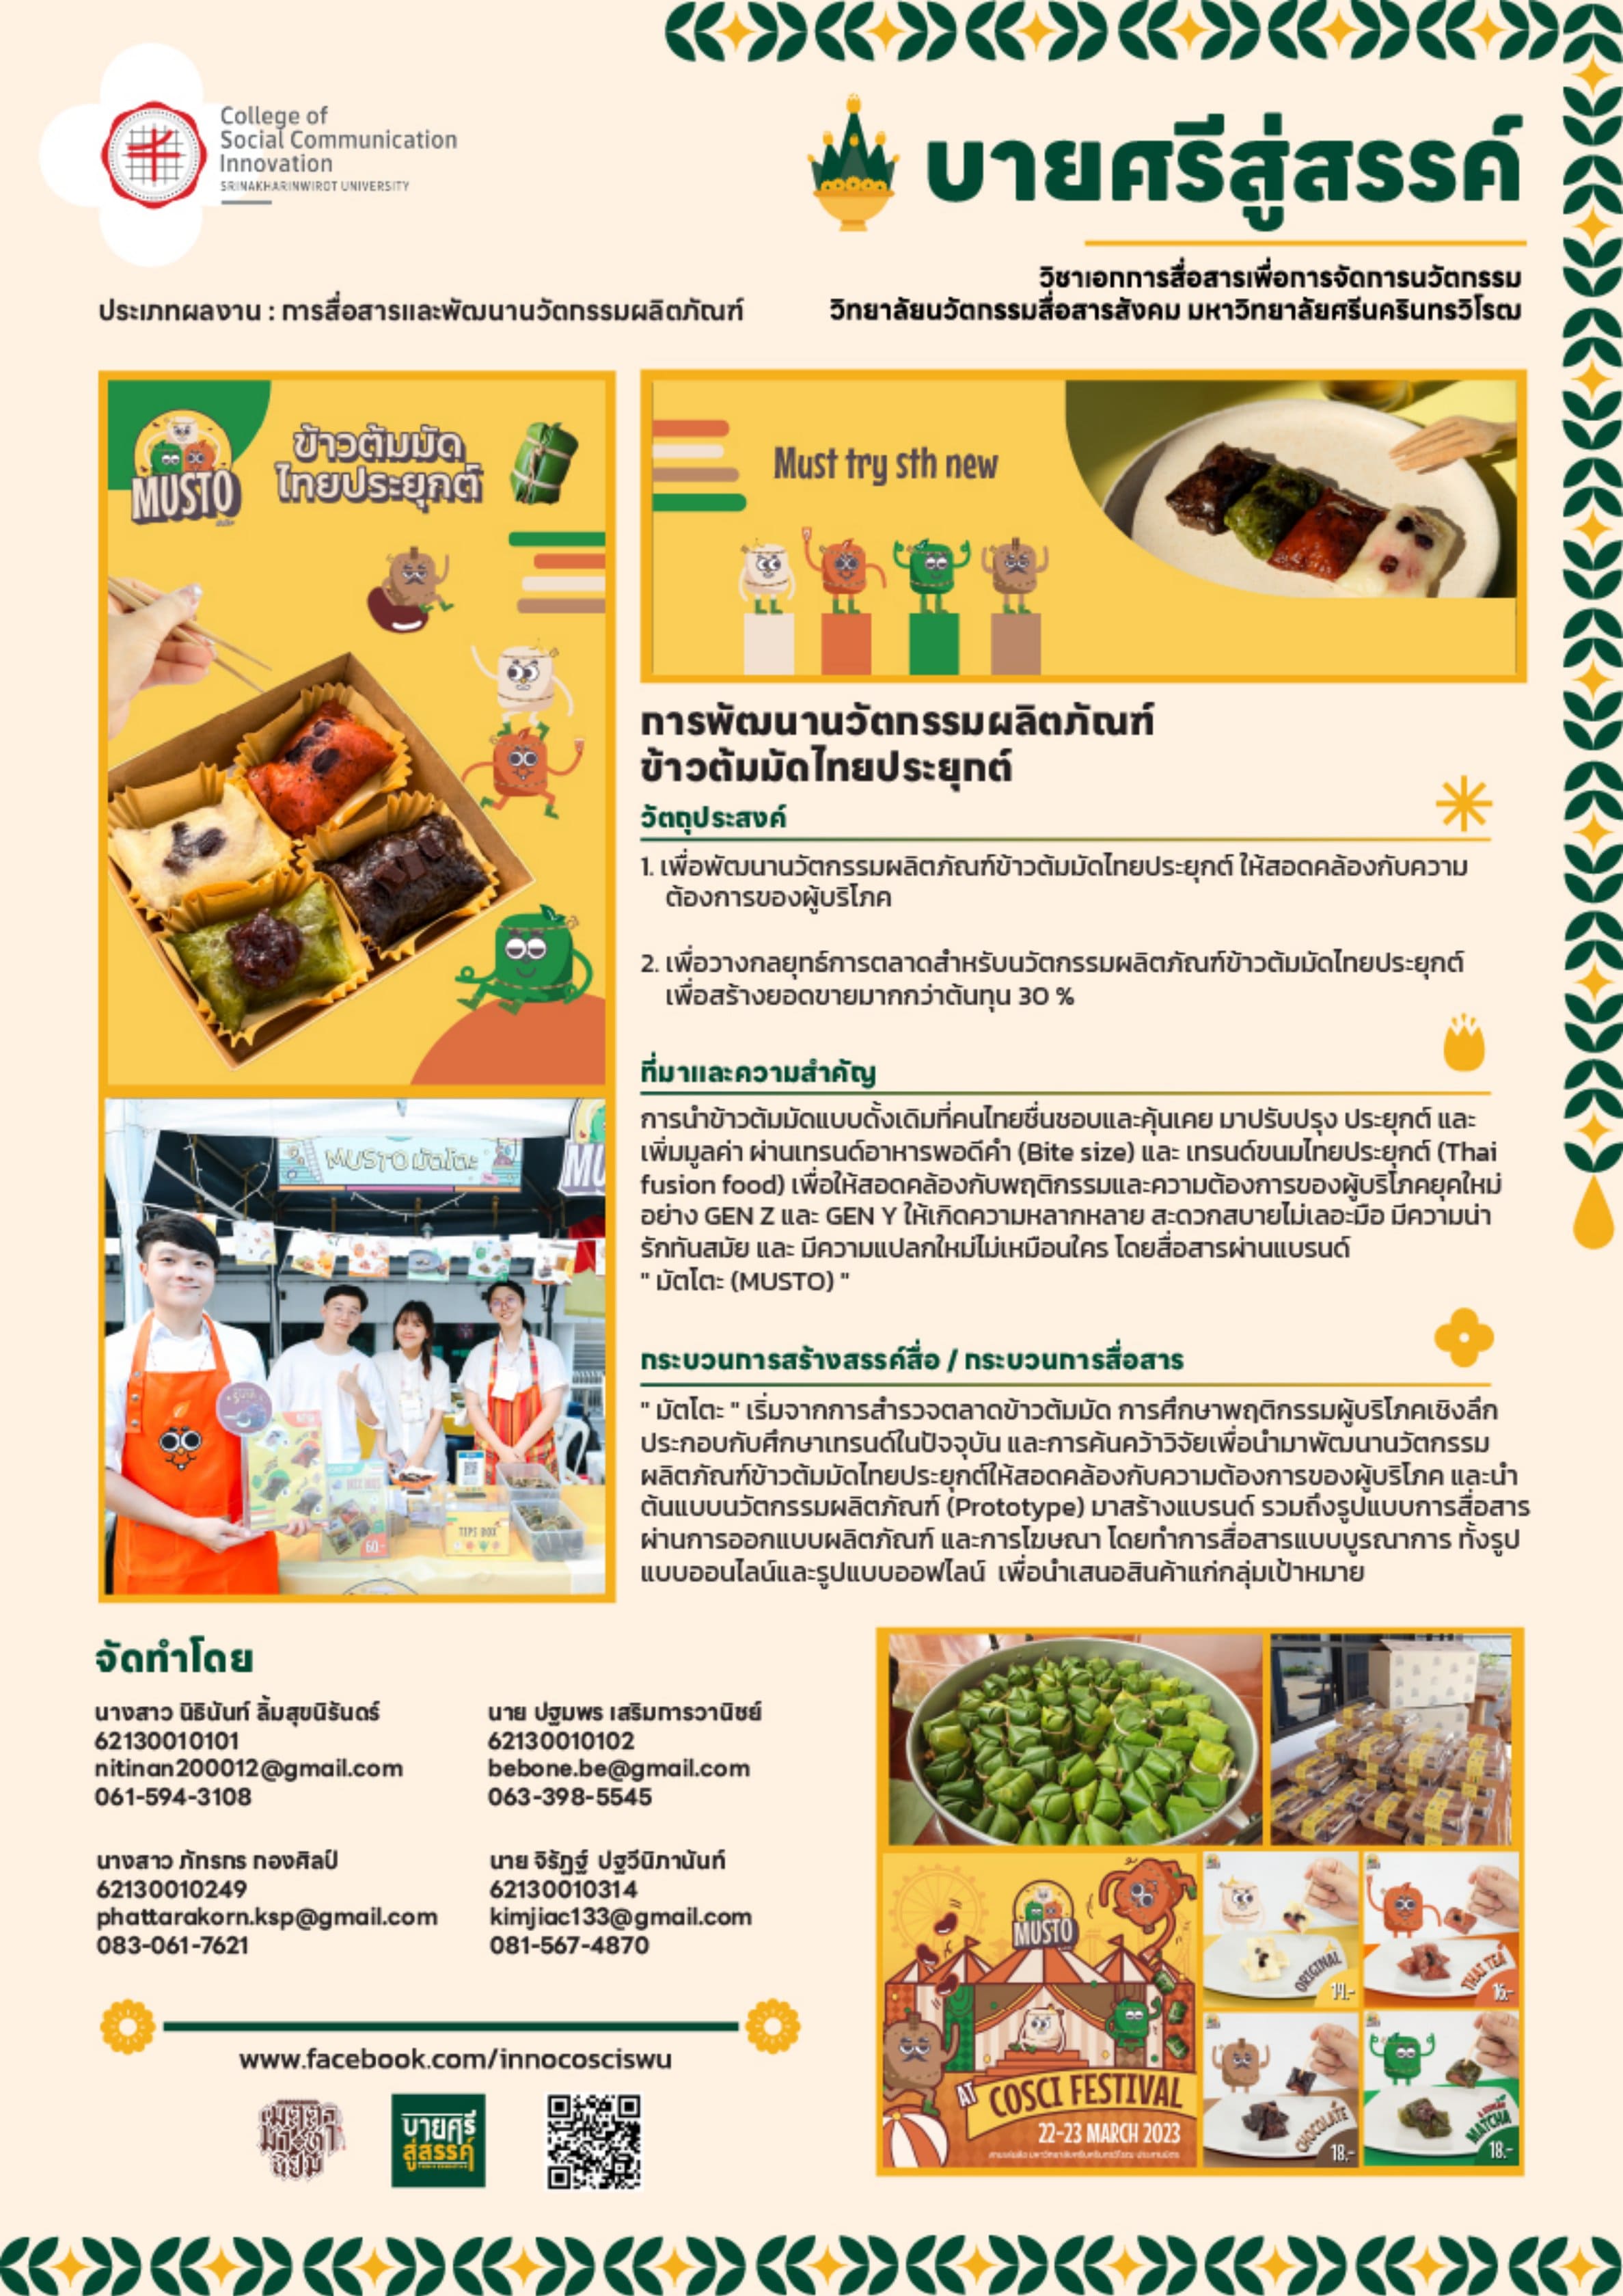 College of
Social Communication
Innovation
SRINAKHARINWIROT UNIVERSITY
บายศรีสู่สรรค์
วิชาเอกการสื่อสารเพื่อการจัดการนวัตกรรม
วิทยาลัยนวัตกรรมสื่อสารสังคม มหาวิทยาลัยศรีนครินทรวิโรฒ
ประเภทผลงาน : การสื่อสารและพัฒนานวัตกรรมผลิตภัณฑ์
MUSTO
ข้าวต้มมัด
ไทยประยุกต์
Must try sth new
การพัฒนานวัตกรรมผลิตภัณฑ์
ข้าวต้มมัดไทยประยุกต์
วัตถุประสงค์
1. เพื่อพัฒนานวัตกรรมผลิตภัณฑ์ข้าวต้มมัดไทยประยุกต์ ให้สอดคล้องกับความ
ต้องการของผู้บริโภค
2. เพื่อวางกลยุทธ์การตลาดสำหรับนวัตกรรมผลิตภัณฑ์ข้าวต้มมัดไทยประยุกต์
เพื่อสร้างยอดขายมากกว่าต้นทุน 30 %
ที่มาและความสำคัญ
การนำข้าวต้มมัดแบบดั้งเดิมที่คนไทยชื่นชอบและคุ้นเคย มาปรับปรุง ประยุกต์ และ
เพิ่มมูลค่า ผ่านเทรนด์อาหารพอดีคำ (Bite size) และ เทรนด์ขนมไทยประยุกต์ (Thai
fusion food) เพื่อให้สอดคล้องกับพฤติกรรมและความต้องการของผู้บริโภคยุคใหม่
อย่าง GEN Z และ GEN Y ให้เกิดความหลากหลาย สะดวกสบายไม่เลอะมือ มีความน่า
รักทันสมัย และ มีความแปลกใหม่ไม่เหมือนใคร โดยสื่อสารผ่านแบรนด์
" มัตโตะ (MUSTO) "
กระบวนการสร้างสรรค์สื่อ / กระบวนการสื่อสาร
" มัตโตะ " เริ่มจากการสำรวจตลาดข้าวต้มมัด การศึกษาพฤติกรรมผู้บริโภคเชิงลึก
ประกอบกับศึกษาเทรนด์ในปัจจุบัน และการค้นคว้าวิจัยเพื่อนำมาพัฒนานวัตกรรม
ผลิตภัณฑ์ข้าวต้มมัดไทยประยุกต์ให้สอดคล้องกับความต้องการของผู้บริโภค และนำ
ต้นแบบนวัตกรรมผลิตภัณฑ์ (Prototype) มาสร้างแบรนด์ รวมถึงรูปแบบการสื่อสาร
ผ่านการออกแบบผลิตภัณฑ์ และการโฆษณา โดยทำการสื่อสารแบบบูรณาการ ทั้งรูป
แบบออนไลน์และรูปแบบออฟไลน์ เพื่อนำเสนอสินค้าแก่กลุ่มเป้าหมาย
MUSTO มัตโตะ
MU
TIPS BOX
60.-
จัดทำโดย
นางสาว นิธินันท์ ลิ้มสุขนิรันดร์
62130010101
nitinan200012@gmail.com
061-594-3108
นาย ปฐมพร เสริมการวานิชย์
62130010102
bebone.be@gmail.com
063-398-5545
นางสาว ภัทรกร กองศิลป์
62130010249
phattarakorn.ksp@gmail.com
083-061-7621
นาย จิรัฏฐ์ ปฐวีนิภานันท์
62130010314
kimjiac133@gmail.com
081-567-4870
www.facebook.com/innocosciswu
บายศรี
สู่สรรค์
MUSTO
AT COSCI FESTIVAL
22-23 MARCH 2023
ORIGINAL
14.-
THAI TEA
16.-
CHOCOLATE
18.-
MATCHA
18.-